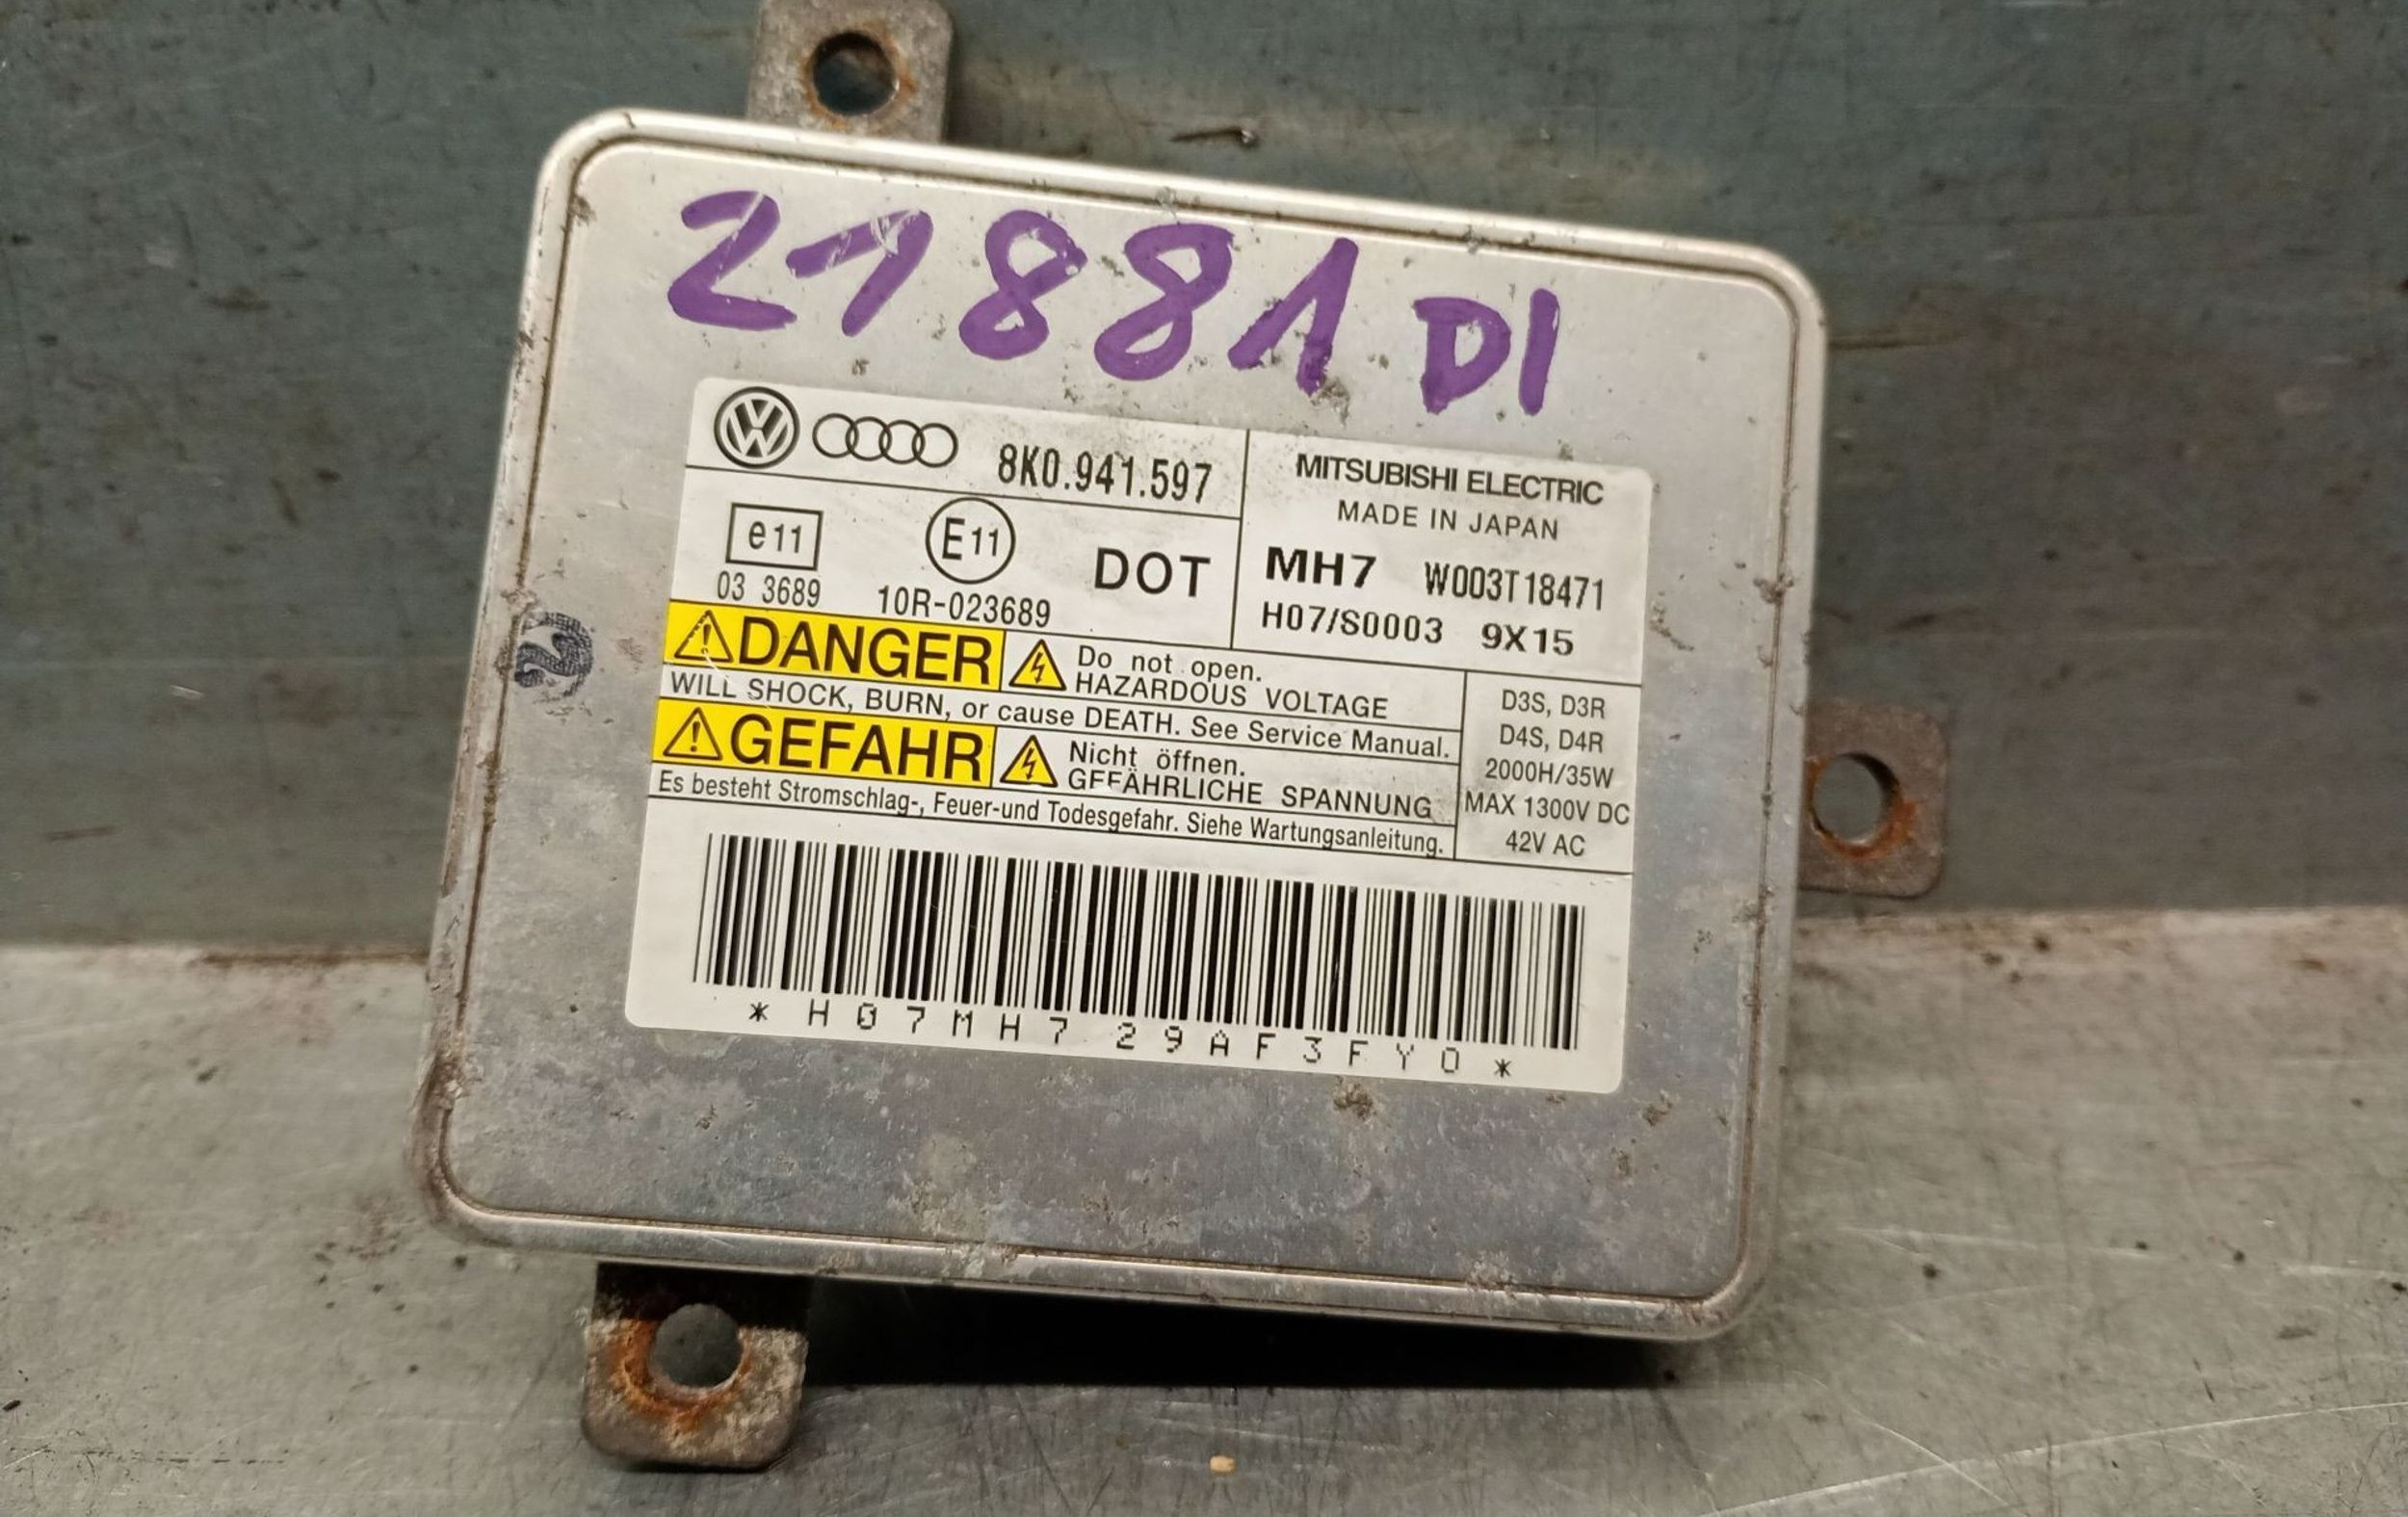 21881 DI
8K0.941.597
MITSUBISHI ELECTRIC
MADE IN JAPAN
MH7 W003T18471
H07/S0003 9X15
e11
03 3689
E11
10R-023689
DOT
DANGER
Do not open.
HAZARDOUS VOLTAGE
WILL SHOCK, BURN, or cause DEATH. See Service Manual.
GEFAHR
Nicht öffnen.
GEFÄHRLICHE SPANNUNG
Es besteht Stromschlag-, Feuer-und Todesgefahr. Siehe Wartungsanleitung.
D3S, D3R
D4S, D4R
2000H/35W
MAX 1300V DC
42V AC
*H07MH7 29AF3FY0*
2